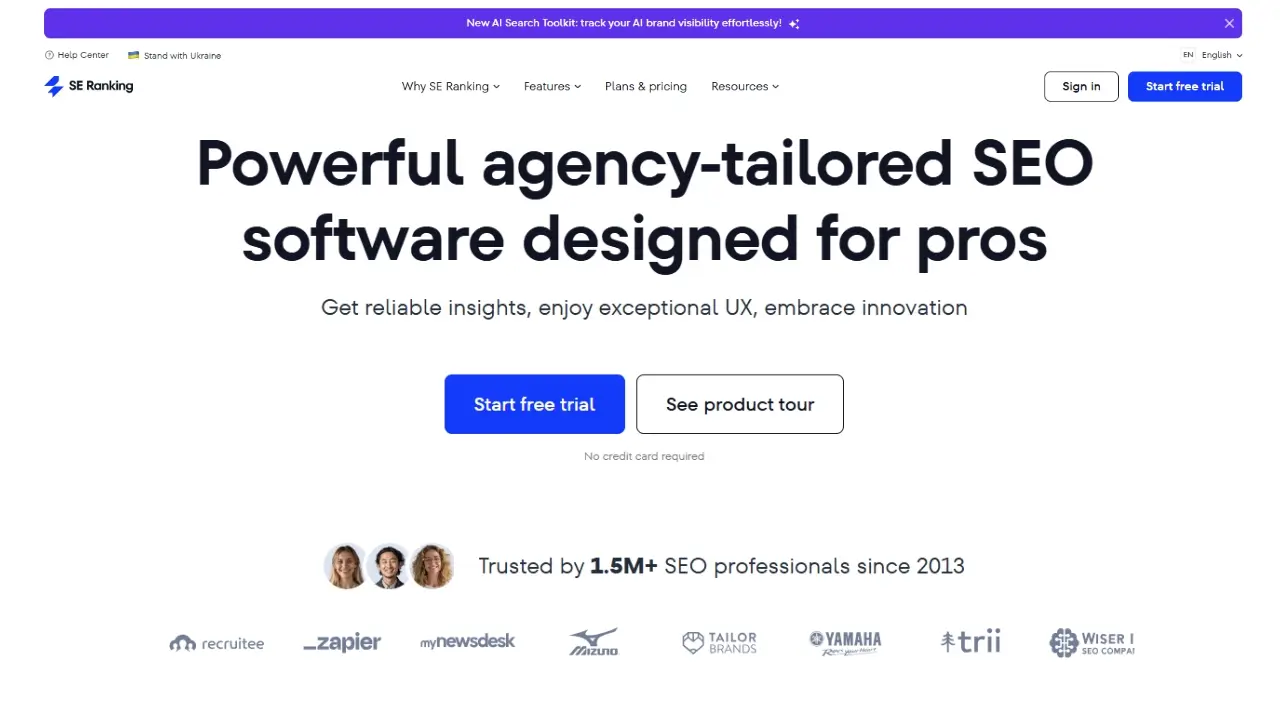 New AI Search Toolkit: track your AI brand visibility effortlessly!
Help Center Stand with Ukraine EN English
SE Ranking Why SE Ranking Features Plans & pricing Resources Sign in Start free trial
Powerful agency-tailored SEO
software designed for pros
Get reliable insights, enjoy exceptional UX, embrace innovation
Start free trial See product tour
No credit card required
Trusted by 1.5M+ SEO professionals since 2013
recruitee _zapier mynewsdesk MIZUNO TAILOR BRANDS YAMAHA trii WISER I
SEO COMPA